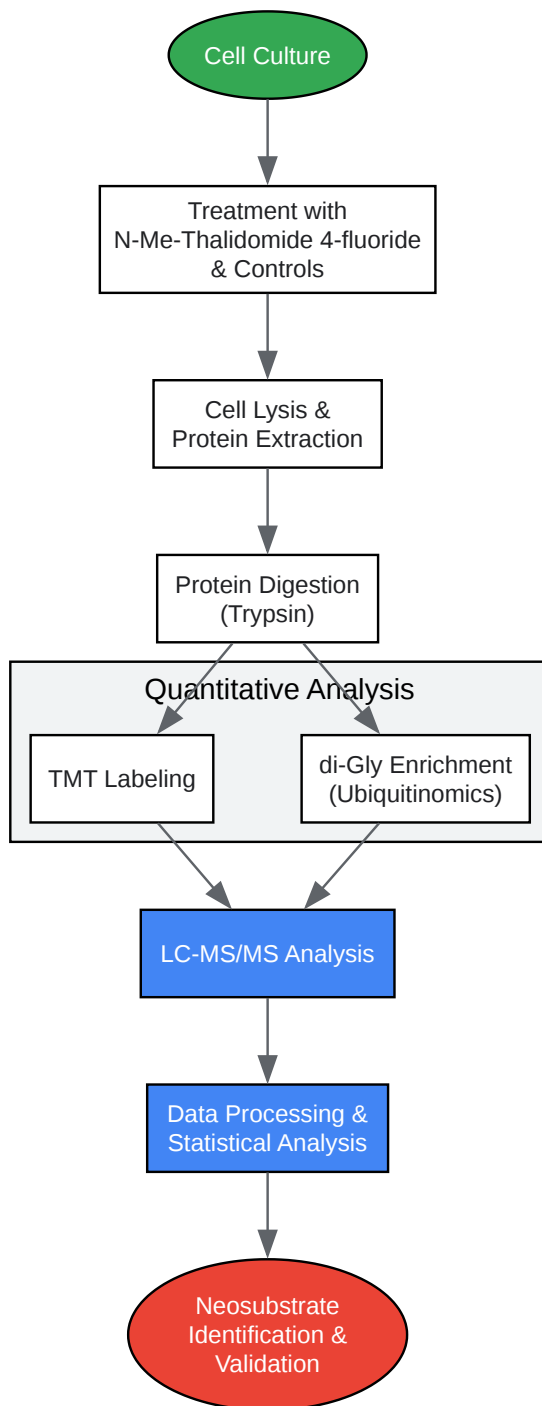 Cell Culture
Treatment with
N-Me-Thalidomide 4-fluoride
& Controls
Cell Lysis &
Protein Extraction
Protein Digestion
(Trypsin)
Quantitative Analysis
TMT Labeling
di-Gly Enrichment
(Ubiquitinomics)
LC-MS/MS Analysis
Data Processing &
Statistical Analysis
Neosubstrate
Identification &
Validation